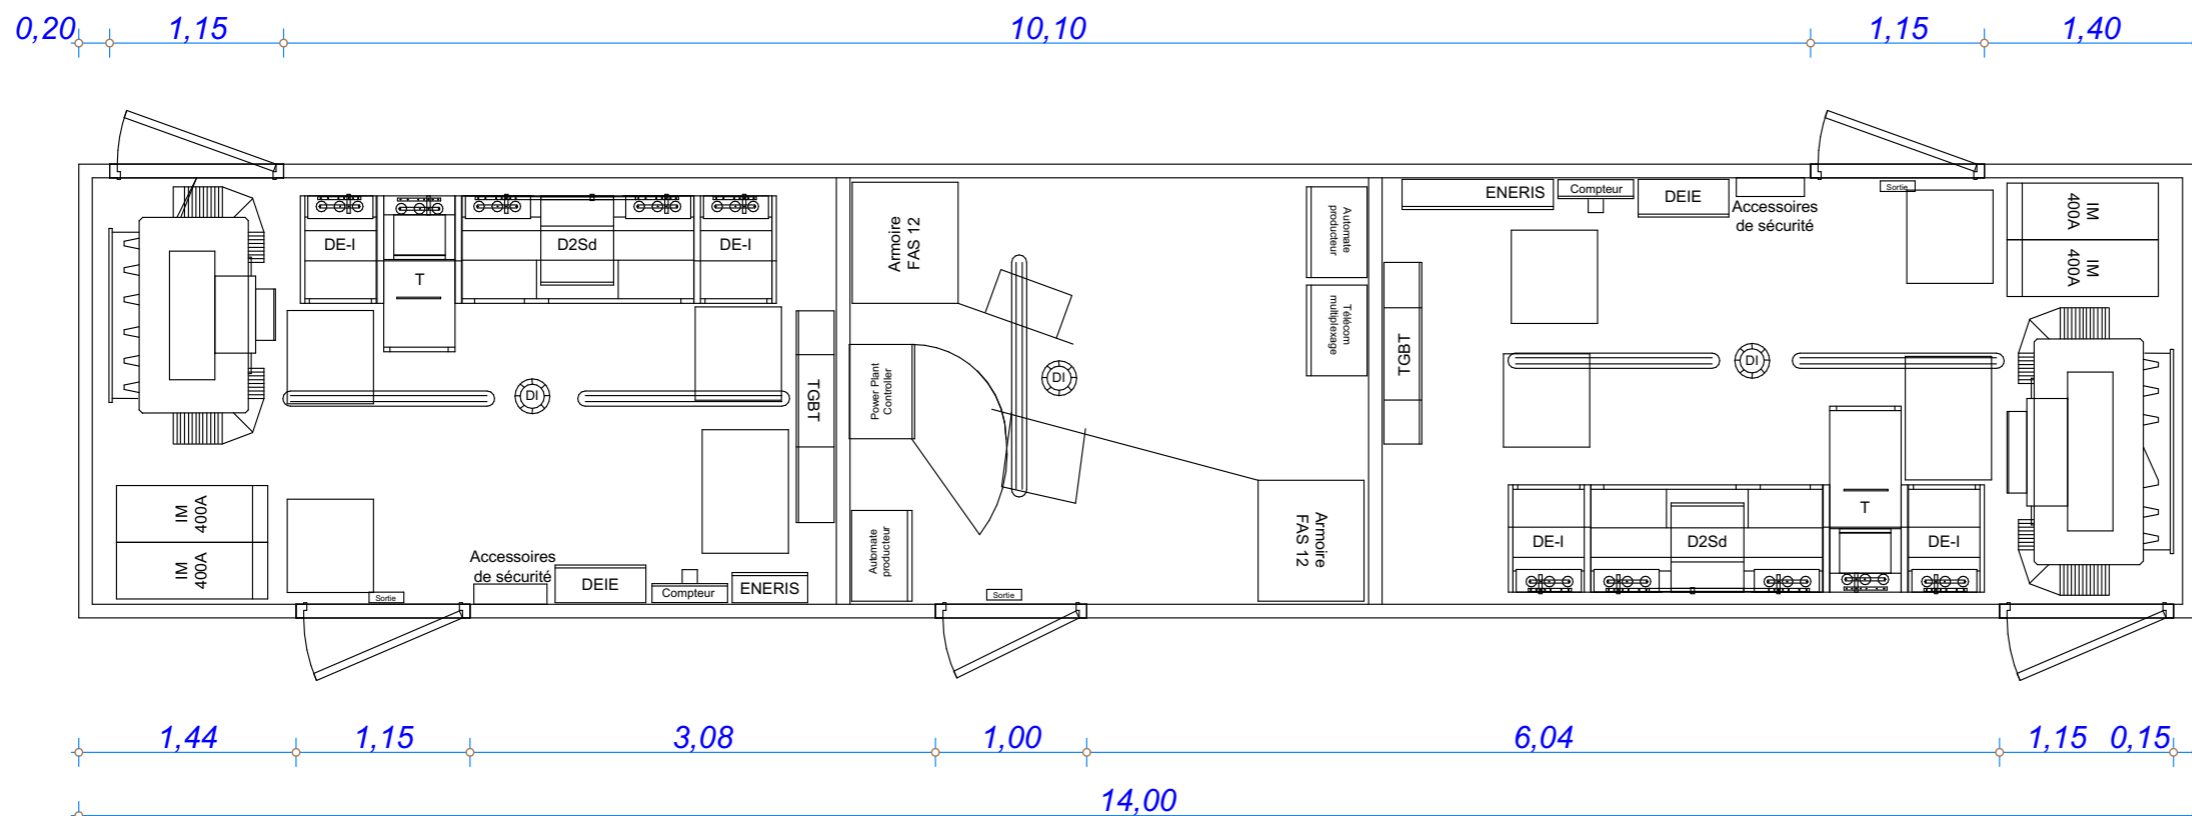 0,20
1,15
10,10
1,15
1,40
DE-I
T
D2Sd
DE-I
IM
400A
IM
400A
TGBT
Accessoires
de sécurité
DEIE
Compteur
ENERIS
Sortie
Armoire
FAS 12
Power Plant
Controller
Automate
producteur
DI
DI
Sortie
Automate
producteur
Télécom
multiplexage
Armoire
FAS 12
TGBT
ENERIS
Compteur
DEIE
Accessoires
de sécurité
Sortie
IM
400A
IM
400A
DI
DE-I
D2Sd
T
DE-I
1,44
1,15
3,08
1,00
6,04
1,15
0,15
14,00